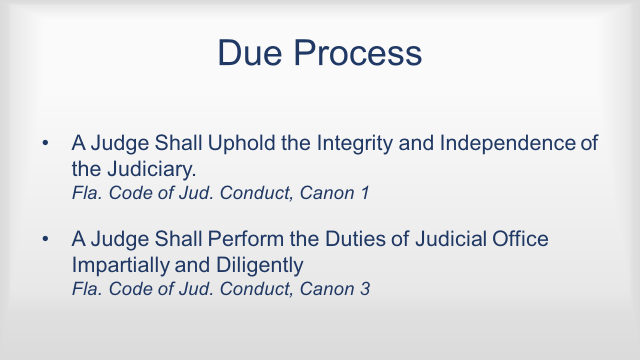 Due Process
• A Judge Shall Uphold the Integrity and Independence of
the Judiciary.
Fla. Code of Jud. Conduct, Canon 1
• A Judge Shall Perform the Duties of Judicial Office
Impartially and Diligently
Fla. Code of Jud. Conduct, Canon 3